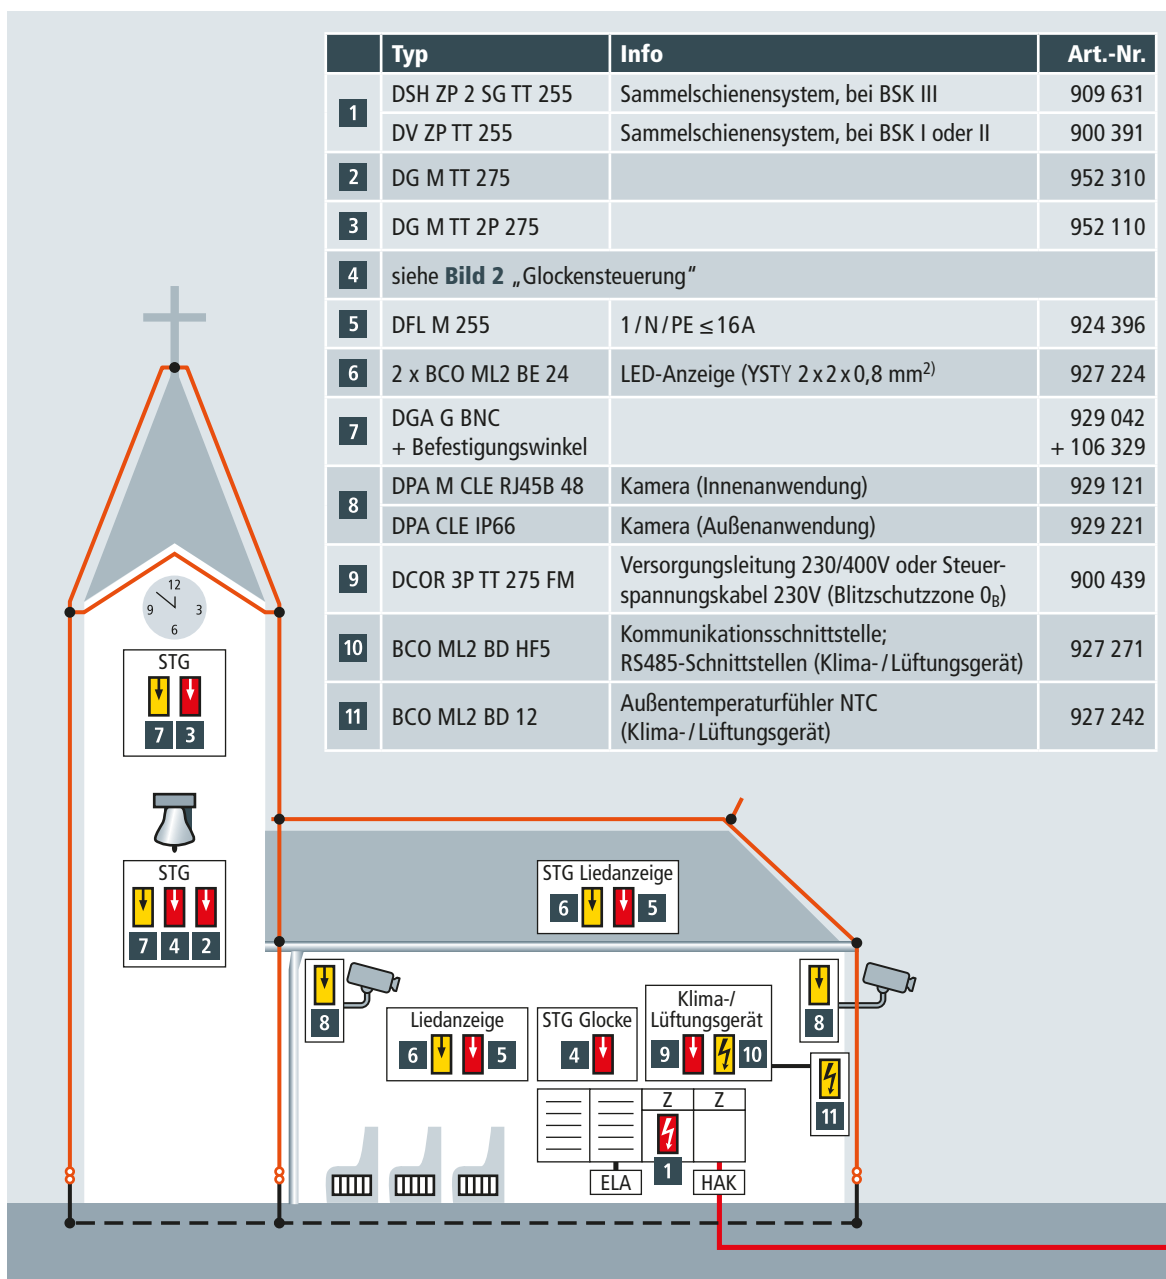 Typ Info Art.-Nr.
1 DSH ZP 2 SG TT 255 Sammelschienensystem, bei BSK III 909 631
DV ZP TT 255 Sammelschienensystem, bei BSK I oder II 900 391
2 DG M TT 275 952 310
3 DG M TT 2P 275 952 110
4 siehe Bild 2 „Glockensteuerung“
5 DFL M 255 1/N/PE ≤ 16 A 924 396
6 2 x BCO ML2 BE 24 LED-Anzeige (YSTY 2 x 2 x 0,8 mm²⁾ 927 224
7 DGA G BNC 929 042
+ Befestigungswinkel + 106 329
8 DPA M CLE RJ45B 48 Kamera (Innenanwendung) 929 121
DPA CLE IP66 Kamera (Außenanwendung) 929 221
9 DCOR 3P TT 275 FM Versorgungsleitung 230/400V oder Steuer-
spannungskabel 230V (Blitzschutzzone 0B) 900 439
10 BCO ML2 BD HF5 Kommunikationsschnittstelle;
RS485-Schnittstellen (Klima-/Lüftungsgerät) 927 271
11 BCO ML2 BD 12 Außentemperaturfühler NTC
(Klima-/Lüftungsgerät) 927 242
12
9 3
6
STG
7 3
STG
7 4 2
STG Liedanzeige
6 5
8
Liedanzeige
6 5
STG Glocke
4
Klima-/
Lüftungsgerät
9 10
8
11
Z Z
1
ELA HAK